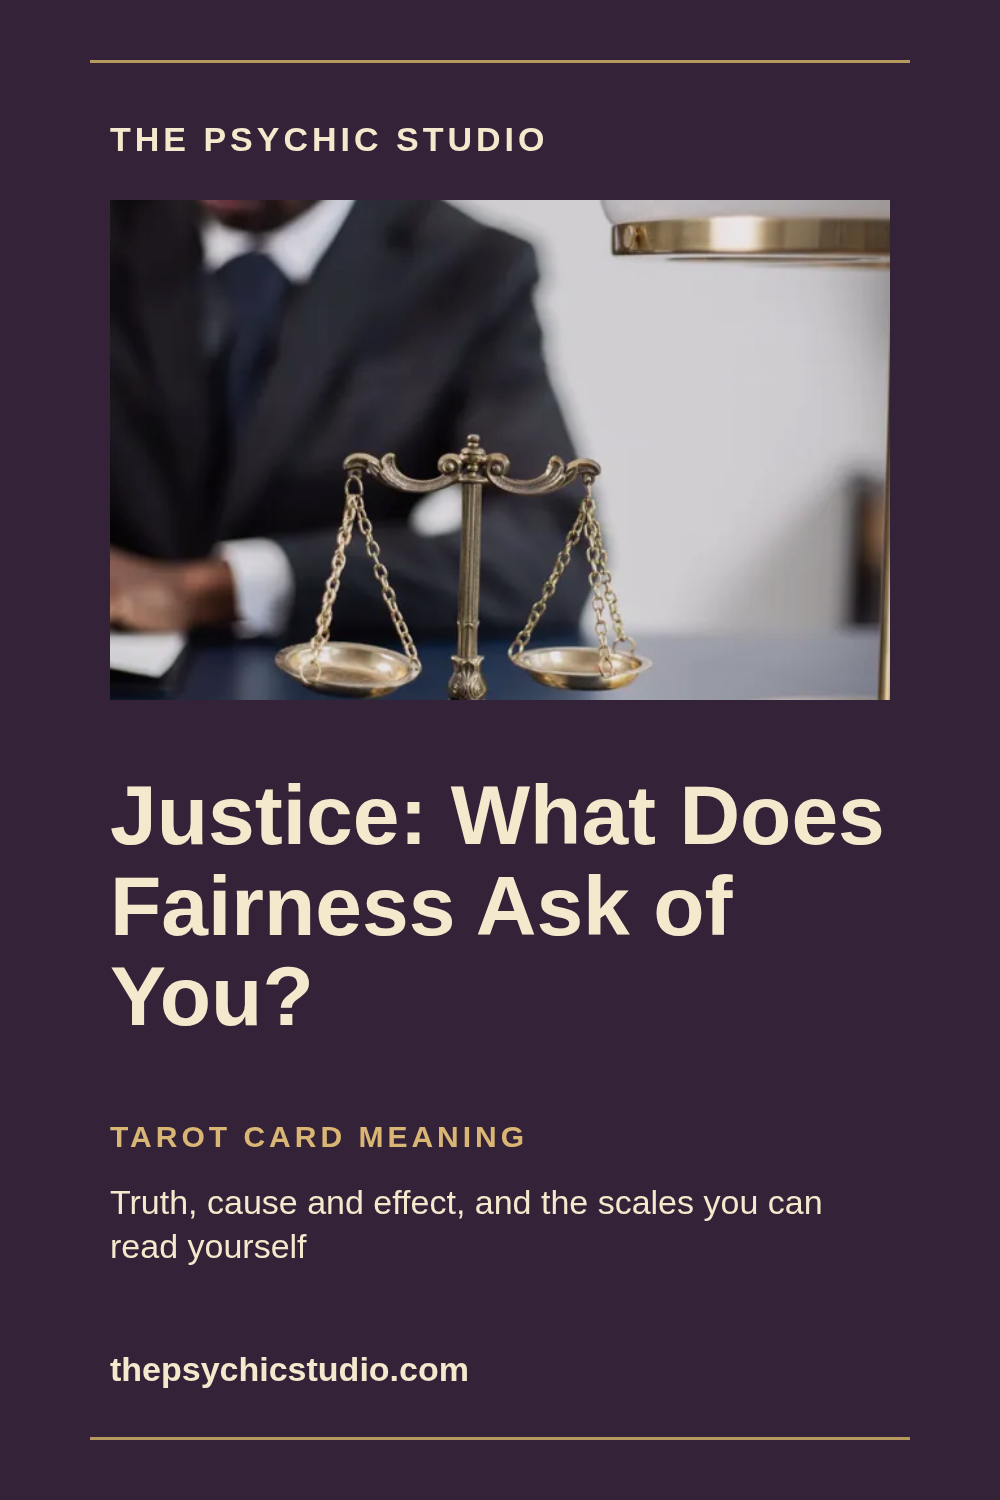 THE PSYCHIC STUDIO
Justice: What Does
Fairness Ask of
You?
TAROT CARD MEANING
Truth, cause and effect, and the scales you can
read yourself
thepsychicstudio.com